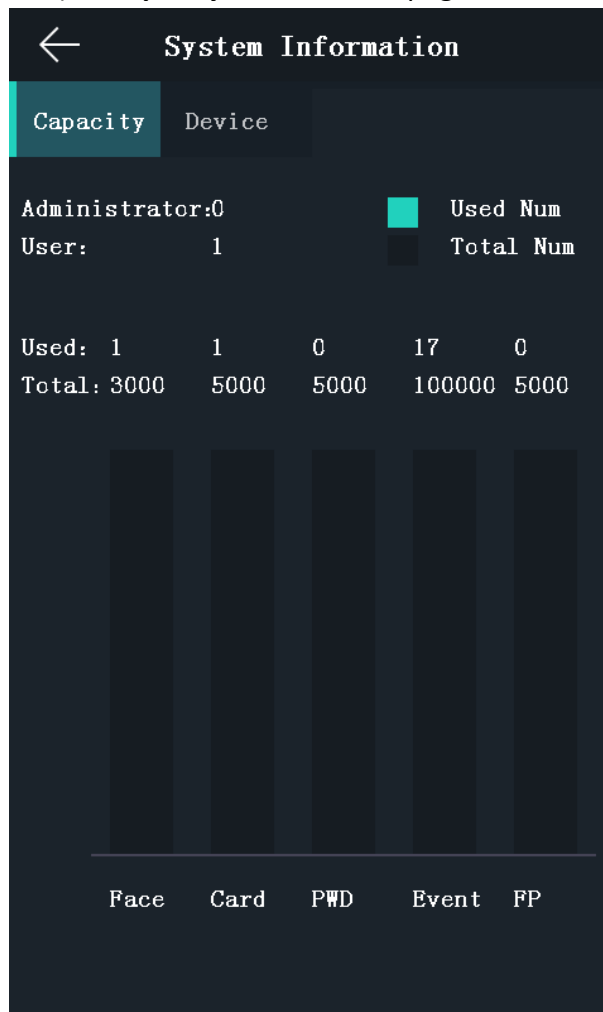 System Information
Capacity Device
Administrator:0 Used Num
User: 1 Total Num
Used: 1 1 0 17 0
Total: 3000 5000 5000 100000 5000
Face Card PWD Event FP